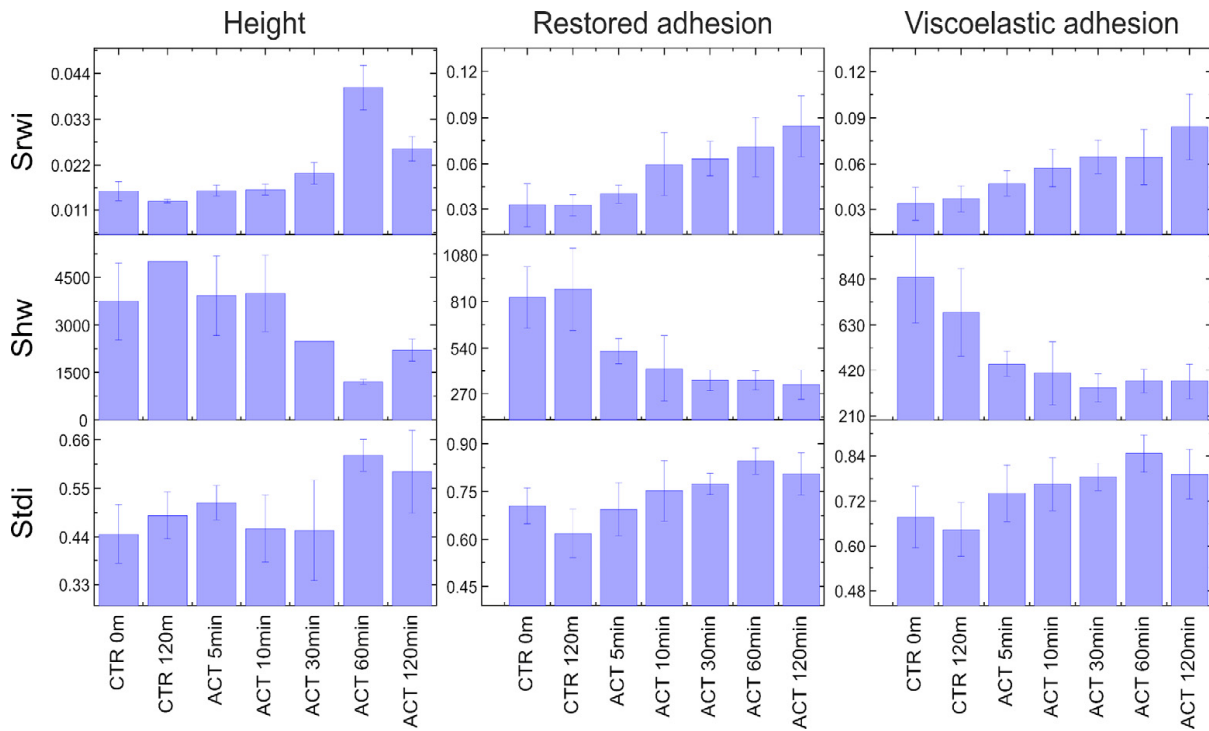 Height Restored adhesion Viscoelastic adhesion
Srwi
0.044
0.033
0.022
0.011
0.12
0.09
0.06
0.03
0.12
0.09
0.06
0.03
Shw
4500
3000
1500
0
1080
810
540
270
840
630
420
210
Stdi
0.66
0.55
0.44
0.33
0.90
0.75
0.60
0.45
0.84
0.72
0.60
0.48
CTR 0m
CTR 120m
ACT 5min
ACT 10min
ACT 30min
ACT 60min
ACT 120min
CTR 0m
CTR 120m
ACT 5min
ACT 10min
ACT 30min
ACT 60min
ACT 120min
CTR 0m
CTR 120m
ACT 5min
ACT 10min
ACT 30min
ACT 60min
ACT 120min